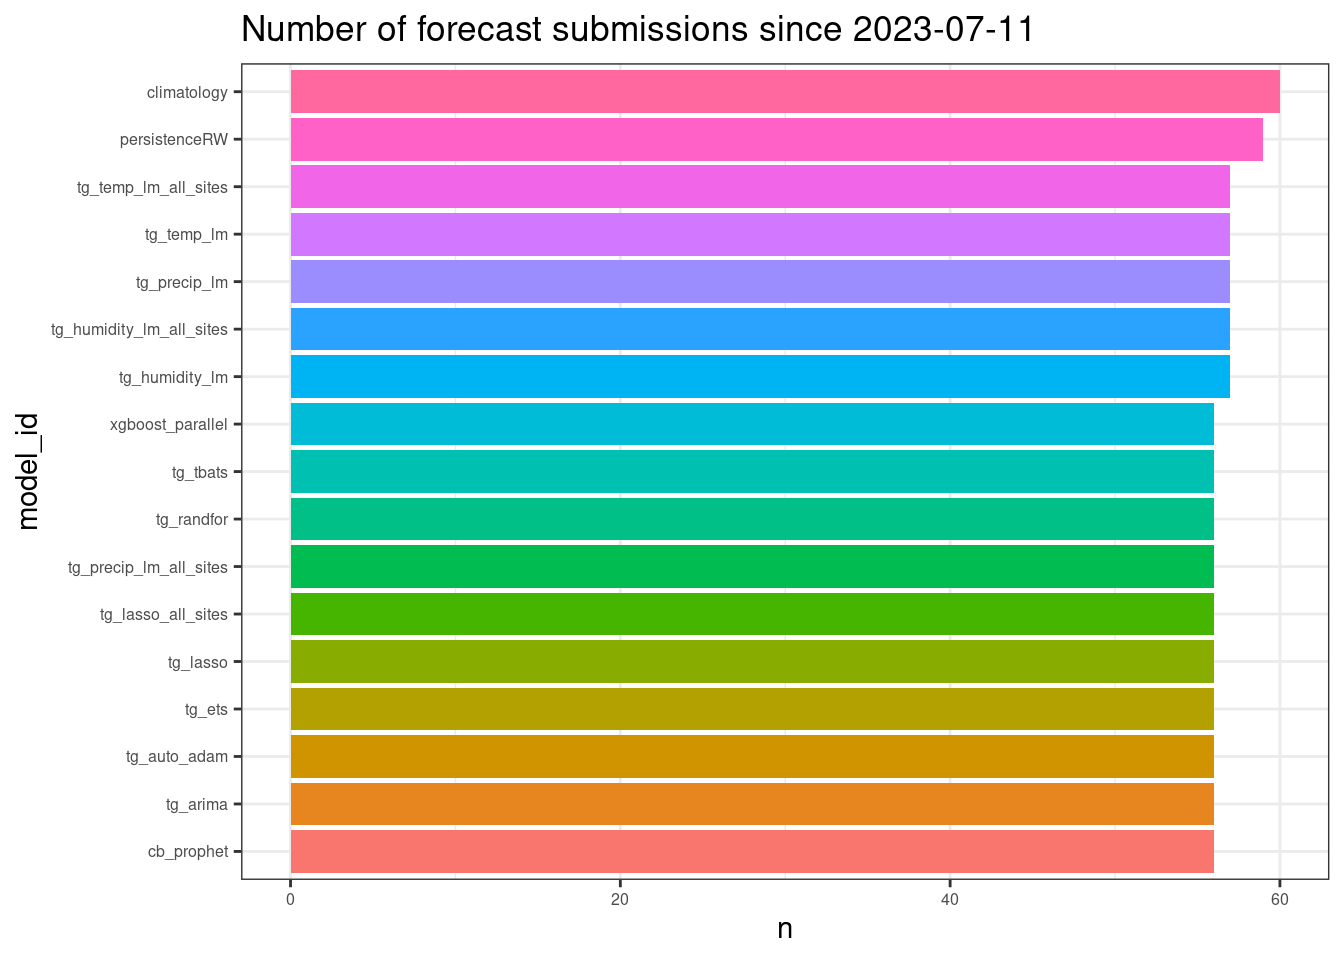 Number of forecast submissions since 2023-07-11
climatology
persistenceRW
tg_temp_lm_all_sites
tg_temp_lm
tg_precip_lm
tg_humidity_lm_all_sites
tg_humidity_lm
xgboost_parallel
tg_tbats
tg_randfor
tg_precip_lm_all_sites
tg_lasso_all_sites
tg_lasso
tg_ets
tg_auto_adam
tg_arima
cb_prophet
model_id
0 20 40 60
n